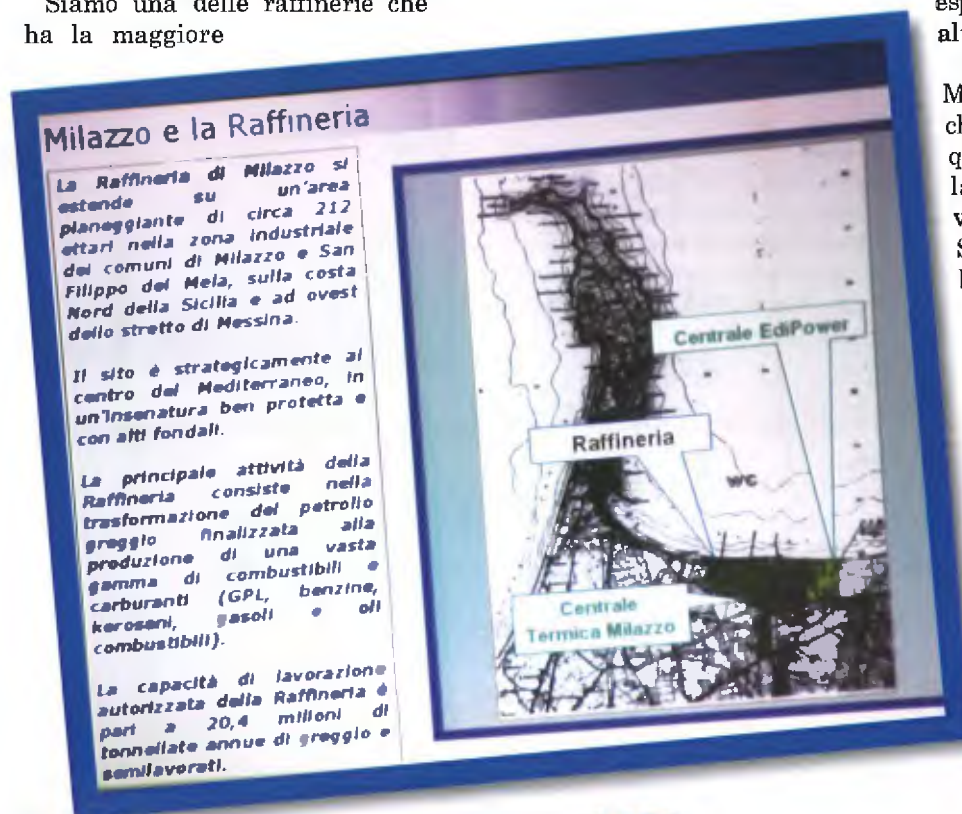 Siamo una delle raffinerie che
ha la maggiore
Milazzo e la Raffineria
La Raffineria di Milazzo si
estende su un'area
pianeggiante di circa 212
ettari nella zona industriale
dei comuni di Milazzo e San
Filippo del Mela, sulla costa
Nord della Sicilia e ad ovest
dello stretto di Messina.
Il sito è strategicamente al
centro del Mediterraneo, in
un'insenatura ben protetta e
con alti fondali.
La principale attività della
Raffineria consiste nella
trasformazione del petrolio
greggio finalizzata alla
produzione di una vasta
gamma di combustibili e
carburanti (GPL, benzine,
keroseni, gasoli e oli
combustibili).
La capacità di lavorazione
autorizzata della Raffineria è
pari a 20,4 milioni di
tonnellate annue di greggio e
semilavorati.
Centrale EdiPower
Raffineria
wc
Centrale
Termica Milazzo